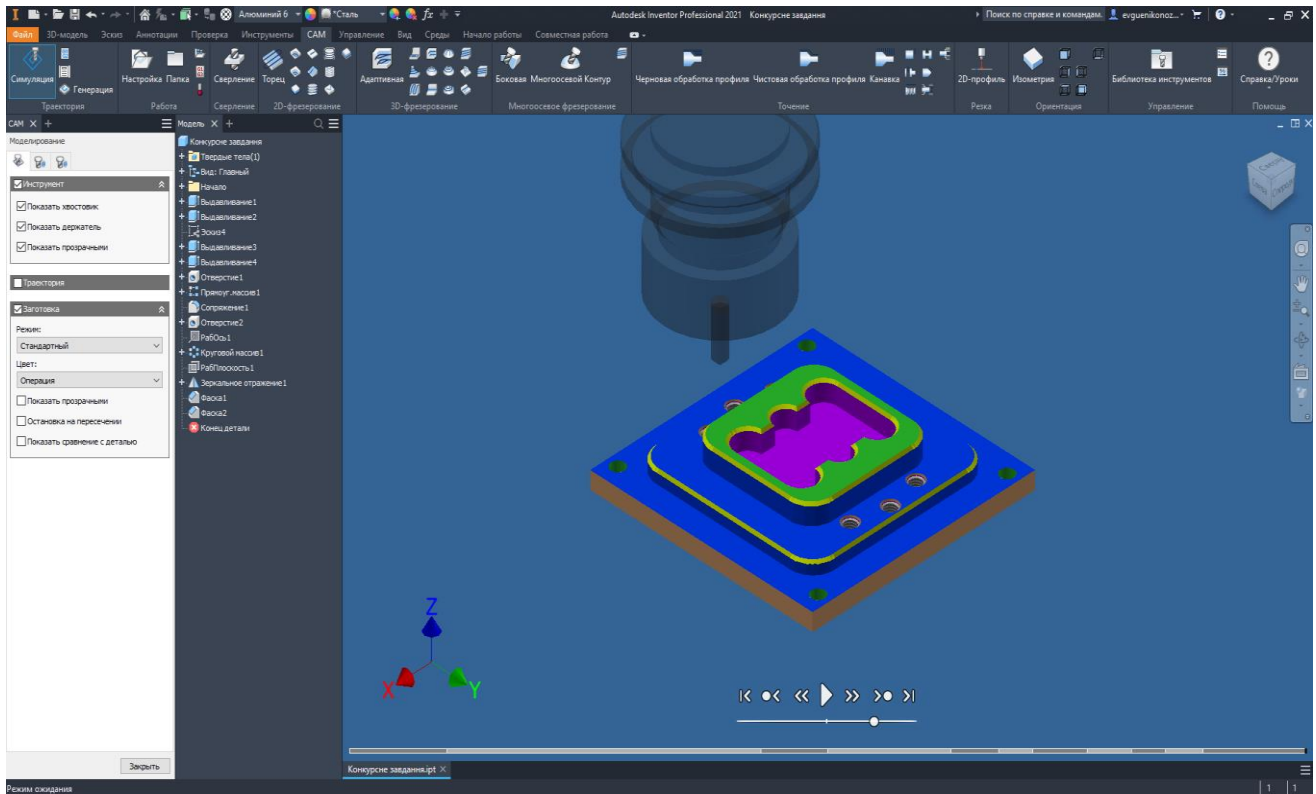 Алюминий 6
*Сталь
Autodesk Inventor Professional 2021 Конкурсне завдання
Поиск по справке и командам.
evguenikonoz...
Файл 3D-модель Эскиз Аннотации Проверка Инструменты CAM Управление Вид Среды Начало работы Совместная работа
Симуляция
Генерация
Настройка Папка
Сверление Торец
Адаптивная
Боковая Многоосевой Контур
Черновая обработка профиля Чистовая обработка профиля Канавка
2D-профиль Изометрия
Библиотека инструментов
Справка/Уроки
Траектория Работа Сверление 2D-фрезерование 3D-фрезерование Многоосевое фрезерование Точение Резка Ориентация Управление Помощь
CAM X +
Моделирование
Инструмент
Показать хвостовик
Показать держатель
Показать прозрачными
Траектория
Заготовка
Режим:
Стандартный
Цвет:
Операция
Показать прозрачными
Остановка на пересечении
Показать сравнение с деталью
Закрыть
Модель X +
Конкурсне завдання
Твердые тела(1)
Вид: Главный
Начало
Выдавливание1
Выдавливание2
Эскиз4
Выдавливание3
Выдавливание4
Отверстие1
Прямоуг.массив1
Сопряжение1
Отверстие2
РабОсь1
Круговой массив1
РабПлоскость1
Зеркальное отражение1
Фаска1
Фаска2
Конец детали
Z
X
Y
Конкурсне завдання.ipt X
Режим ожидания
1 1